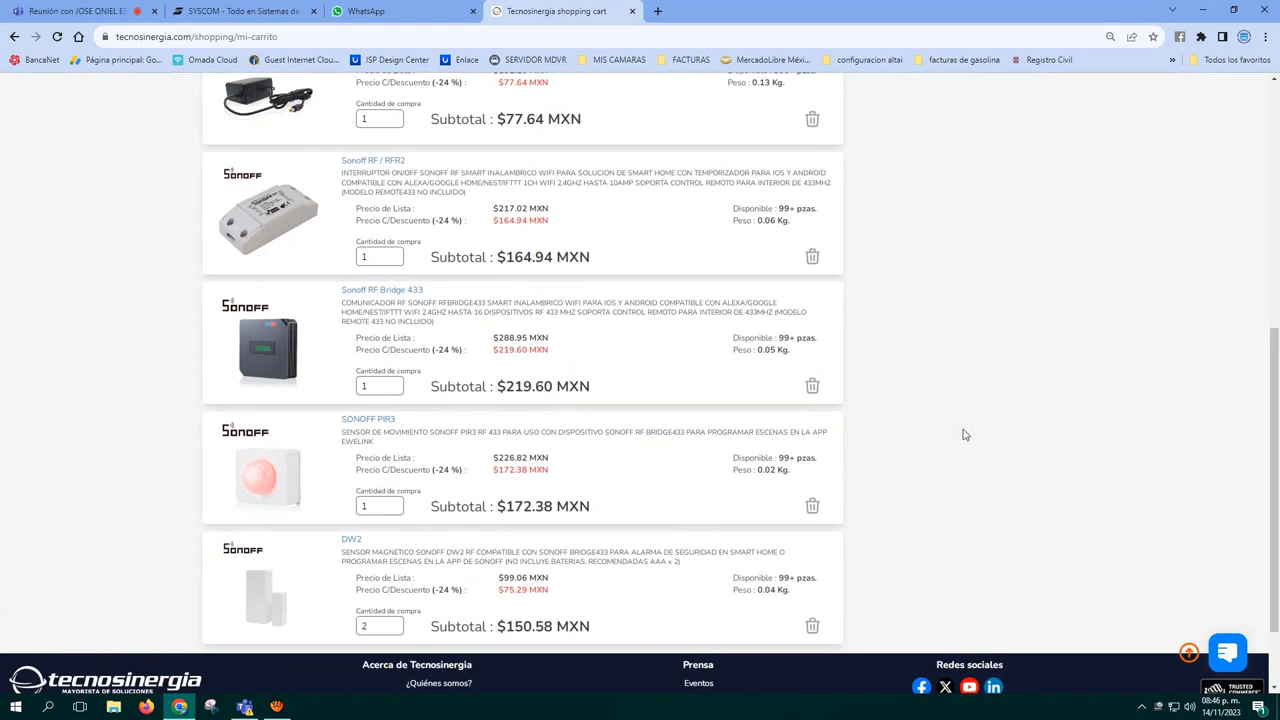 Reunión con JOSE ONIEL ES
- SYSCOM - Todas tus
WhatsApp
Tecnosinergia Shopping cart
tecnosinergia.com/shopping/mi-carrito
BancaNet
Página principal: Go...
Omada Cloud
Guest Internet Clou...
ISP Design Center
Enlace
SERVIDOR MDVR
MIS CAMARAS
FACTURAS
MercadoLibre Méxi...
configuracion altai
facturas de gasolina
Registro Civil
Todos los favoritos
Precio C/Descuento (-24 %) :
$77.64 MXN
Peso : 0.13 Kg.
Cantidad de compra
1
Subtotal : $77.64 MXN
SONOFF
Sonoff RF / RFR2
INTERRUPTOR ON/OFF SONOFF RF SMART INALAMBRICO WIFI PARA SOLUCION DE SMART HOME CON TEMPORIZADOR PARA IOS Y ANDROID
COMPATIBLE CON ALEXA/GOOGLE HOME/NEST/IFTTT 1CH WIFI 2.4GHZ HASTA 10AMP SOPORTA CONTROL REMOTO PARA INTERIOR DE 433MHZ
(MODELO REMOTE433 NO INCLUIDO)
Precio de Lista :
$217.02 MXN
Disponible : 99+ pzas.
Precio C/Descuento (-24 %) :
$164.94 MXN
Peso : 0.06 Kg.
Cantidad de compra
1
Subtotal : $164.94 MXN
SONOFF
Sonoff RF Bridge 433
COMUNICADOR RF SONOFF RFBRIDGE433 SMART INALAMBRICO WIFI PARA IOS Y ANDROID COMPATIBLE CON ALEXA/GOOGLE
HOME/NEST/IFTTT WIFI 2.4GHZ HASTA 16 DISPOSITIVOS RF 433 MHZ SOPORTA CONTROL REMOTO PARA INTERIOR DE 433MHZ (MODELO
REMOTE 433 NO INCLUIDO)
Precio de Lista :
$288.95 MXN
Disponible : 99+ pzas.
Precio C/Descuento (-24 %) :
$219.60 MXN
Peso : 0.05 Kg.
Cantidad de compra
1
Subtotal : $219.60 MXN
SONOFF
SONOFF PIR3
SENSOR DE MOVIMIENTO SONOFF PIR3 RF 433 PARA USO CON DISPOSITIVO SONOFF RF BRIDGE433 PARA PROGRAMAR ESCENAS EN LA APP
EWELINK
Precio de Lista :
$226.82 MXN
Disponible : 99+ pzas.
Precio C/Descuento (-24 %) :
$172.38 MXN
Peso : 0.02 Kg.
Cantidad de compra
1
Subtotal : $172.38 MXN
SONOFF
DW2
SENSOR MAGNETICO SONOFF DW2 RF COMPATIBLE CON SONOFF BRIDGE433 PARA ALARMA DE SEGURIDAD EN SMART HOME O
PROGRAMAR ESCENAS EN LA APP DE SONOFF (NO INCLUYE BATERIAS, RECOMENDADAS AAA x 2)
Precio de Lista :
$99.06 MXN
Disponible : 99+ pzas.
Precio C/Descuento (-24 %) :
$75.29 MXN
Peso : 0.04 Kg.
Cantidad de compra
2
Subtotal : $150.58 MXN
tecnosinergia
MAYORISTA DE SOLUCIONES
Acerca de Tecnosinergia
Prensa
Redes sociales
¿Quiénes somos?
Eventos
TRUSTED
08:46 p. m.
14/11/2023